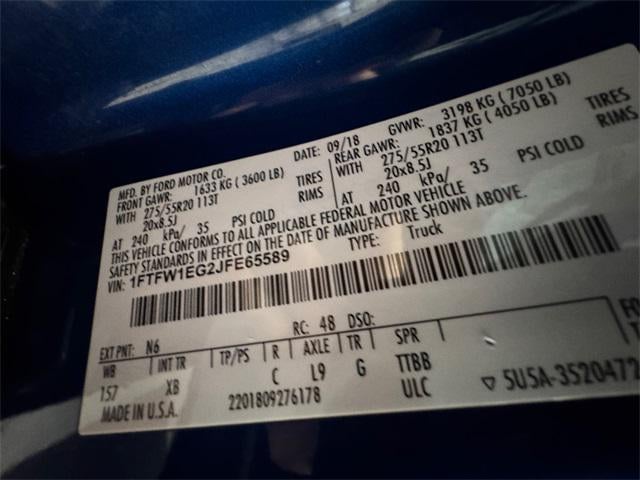 MFD. BY FORD MOTOR CO. DATE: 09/18 GVWR: 3198 KG ( 7050 LB)
FRONT GAWR: 1633 KG ( 3600 LB) REAR GAWR: 1837 KG ( 4050 LB)
WITH 275/55R20 113T TIRES WITH 275/55R20 113T TIRES
20x8.5J RIMS 20x8.5J RIMS
AT 240 kPa/ 35 PSI COLD AT 240 kPa/ 35 PSI COLD
THIS VEHICLE CONFORMS TO ALL APPLICABLE FEDERAL MOTOR VEHICLE
SAFETY STANDARDS IN EFFECT ON THE DATE OF MANUFACTURE SHOWN ABOVE.
VIN: 1FTFW1EG2JFE65589 TYPE: Truck
EXT PNT: N6 RC: 48 DSO:
WB INT TR TP/PS R AXLE TR SPR
157 XB C L9 G TTBB
MADE IN U.S.A. 2201809276178 ULC 5U5A-3520472